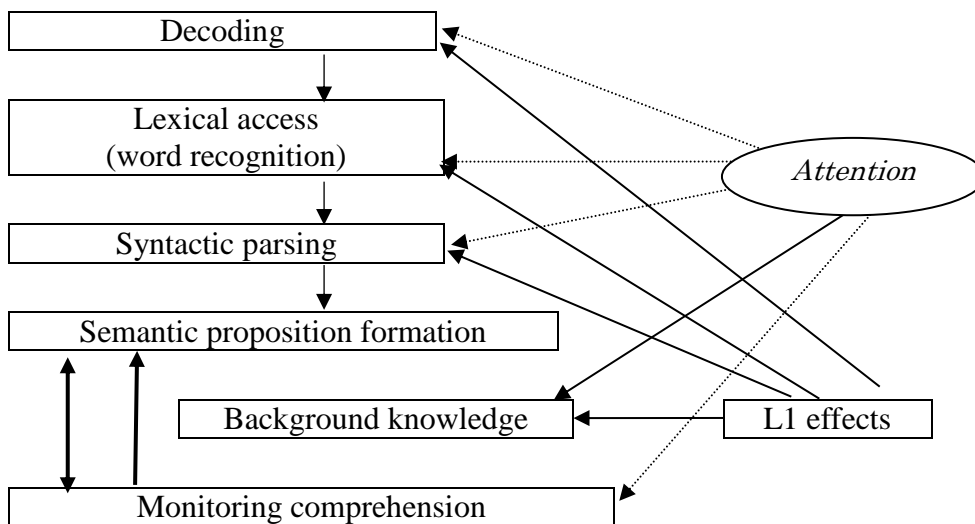 Decoding
Lexical access
(word recognition)
Attention
Syntactic parsing
Semantic proposition formation
Background knowledge
L1 effects
Monitoring comprehension